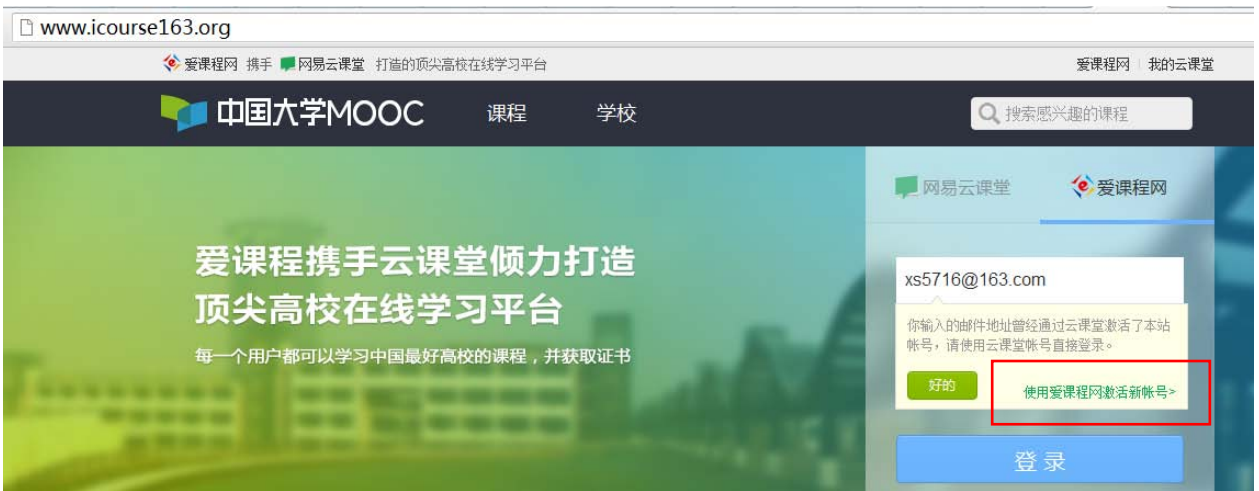 www.icourse163.org
爱课程网 携手 网易云课堂 打造的顶尖高校在线学习平台
爱课程网 我的云课堂
中国大学MOOC 课程 学校
搜索感兴趣的课程
网易云课堂 爱课程网
爱课程携手云课堂倾力打造
顶尖高校在线学习平台
每一个用户都可以学习中国最好高校的课程，并获取证书
xs5716@163.com
你输入的邮件地址曾经通过云课堂激活了本站
帐号，请使用云课堂帐号直接登录。
好的
使用爱课程网激活新帐号>
登 录